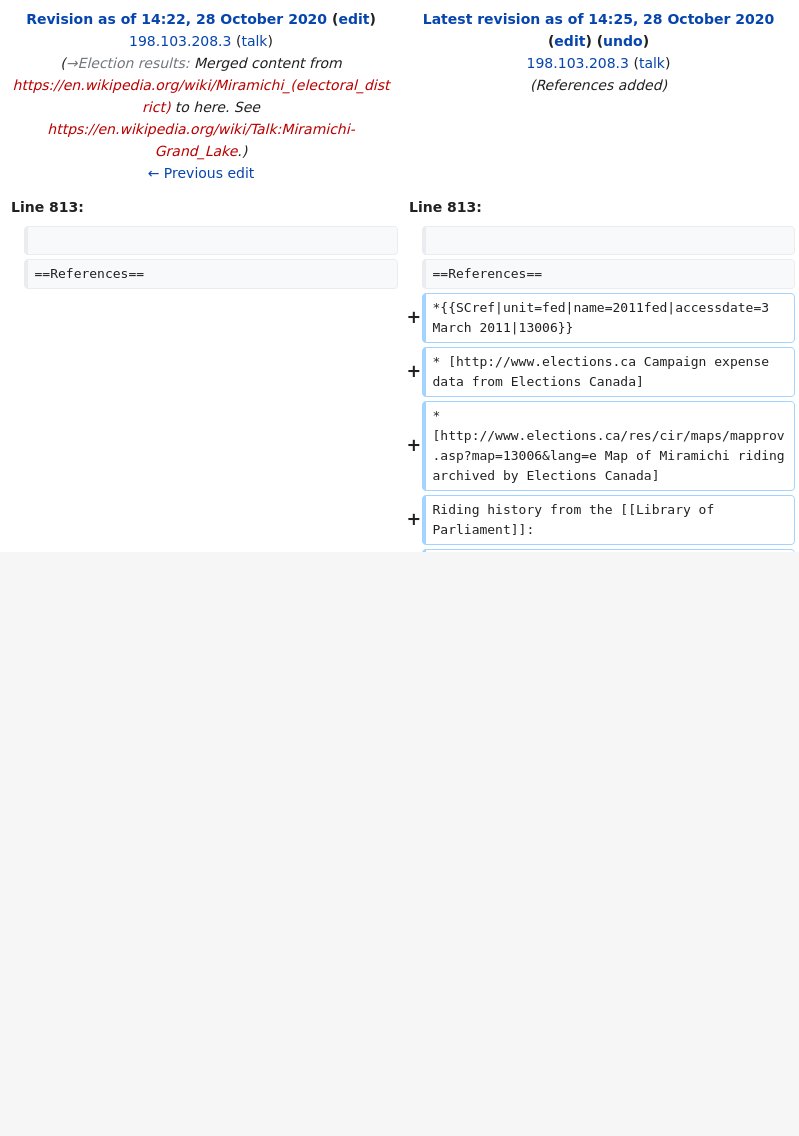 Revision as of 14:22, 28 October 2020 (edit)
198.103.208.3 (talk)
(→Election results: Merged content from
https://en.wikipedia.org/wiki/Miramichi_(electoral_dist
rict) to here. See
https://en.wikipedia.org/wiki/Talk:Miramichi-
Grand_Lake.)
← Previous edit
Latest revision as of 14:25, 28 October 2020
(edit) (undo)
198.103.208.3 (talk)
(References added)
Line 813:
Line 813:
==References==
==References==
+ *{{SCref|unit=fed|name=2011fed|accessdate=3
March 2011|13006}}
+ * [http://www.elections.ca Campaign expense
data from Elections Canada]
+ *
[http://www.elections.ca/res/cir/maps/mapprov
.asp?map=13006&lang=e Map of Miramichi riding
archived by Elections Canada]
+ Riding history from the [[Library of
Parliament]]: